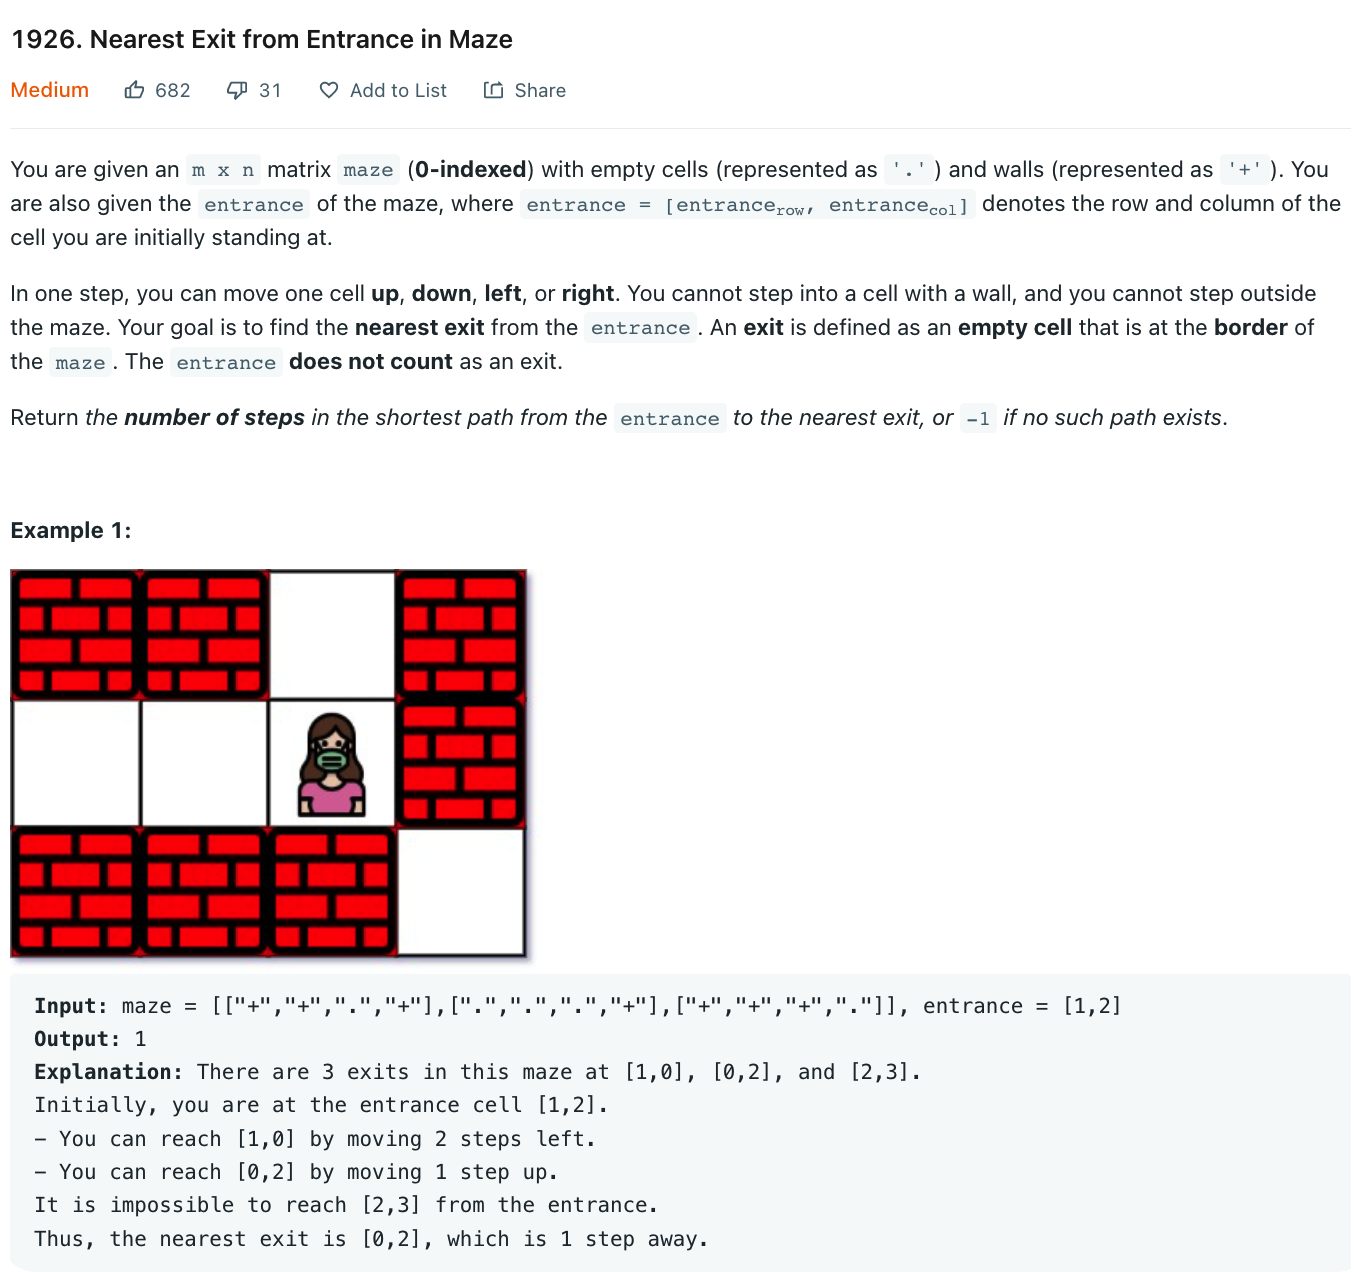 1926. Nearest Exit from Entrance in Maze
Medium 682 31 Add to List Share
You are given an m x n matrix maze (0-indexed) with empty cells (represented as '.') and walls (represented as '+'). You
are also given the entrance of the maze, where entrance = [entrancerow, entrancecol] denotes the row and column of the
cell you are initially standing at.
In one step, you can move one cell up, down, left, or right. You cannot step into a cell with a wall, and you cannot step outside
the maze. Your goal is to find the nearest exit from the entrance. An exit is defined as an empty cell that is at the border of
the maze. The entrance does not count as an exit.
Return the number of steps in the shortest path from the entrance to the nearest exit, or -1 if no such path exists.
Example 1:
Input: maze = [["+","+",".","+"],[".",".",".","+"],["+","+","+","."]], entrance = [1,2]
Output: 1
Explanation: There are 3 exits in this maze at [1,0], [0,2], and [2,3].
Initially, you are at the entrance cell [1,2].
- You can reach [1,0] by moving 2 steps left.
- You can reach [0,2] by moving 1 step up.
It is impossible to reach [2,3] from the entrance.
Thus, the nearest exit is [0,2], which is 1 step away.